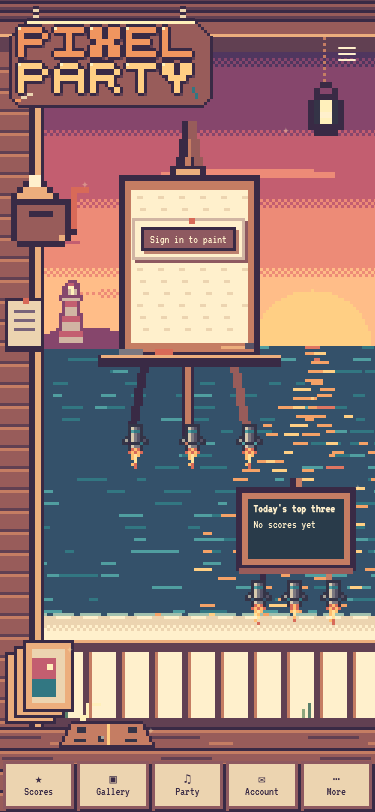 PIXEL
PARTY
Sign in to paint
Today's top three
No scores yet
Scores
Gallery
Party
Account
More